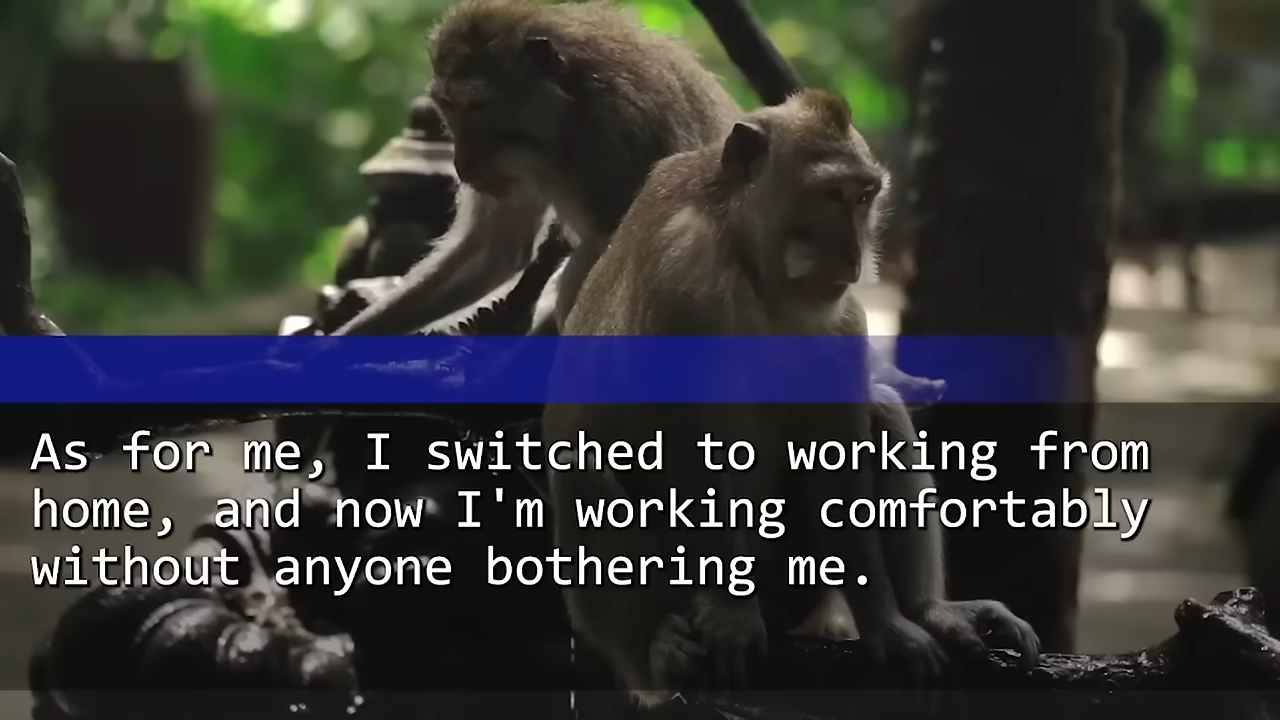 As for me, I switched to working from
home, and now I'm working comfortably
without anyone bothering me.